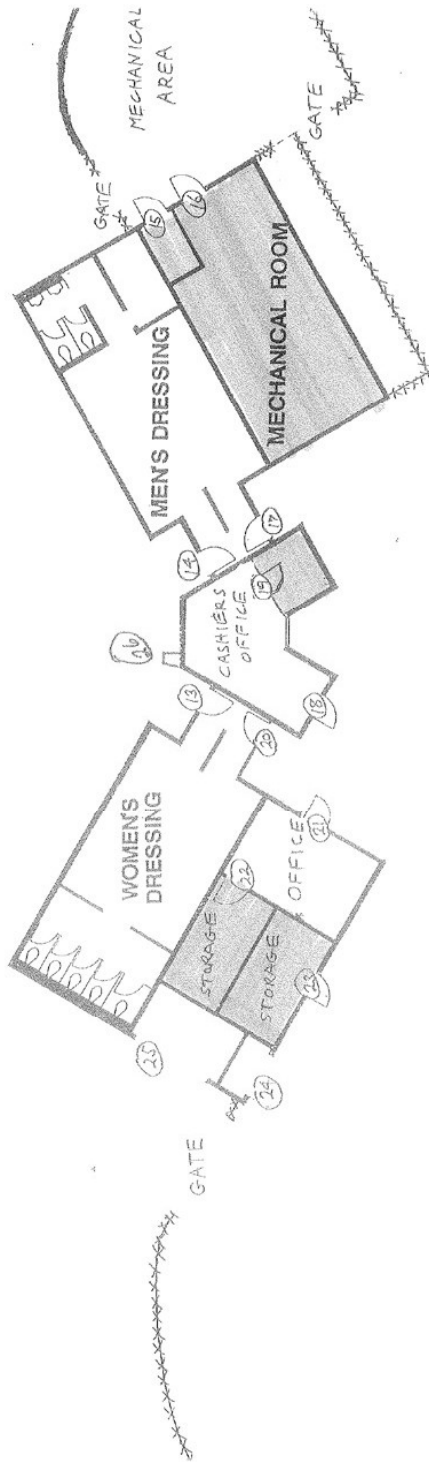 MECHANICAL
AREA
GATE
GATE
15
16
MEN'S DRESSING
MECHANICAL ROOM
14
17
19
CASHIERS
OFFICE
26
13
20
18
WOMEN'S
DRESSING
OFFICE
21
22
STORAGE
STORAGE
23
25
24
GATE